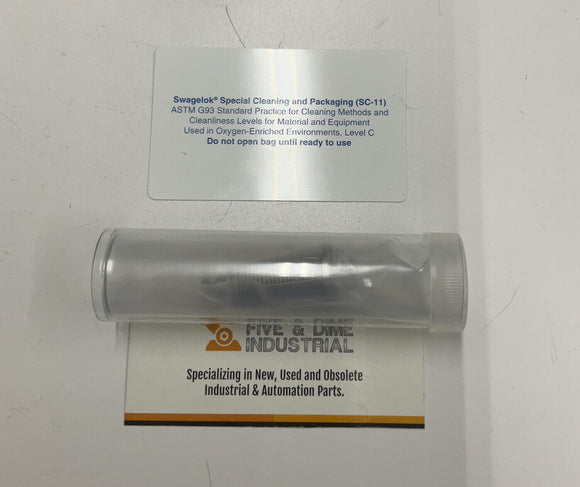 Swagelok® Special Cleaning and Packaging (SC-11)
ASTM G93 Standard Practice for Cleaning Methods and
Cleanliness Levels for Material and Equipment
Used in Oxygen-Enriched Environments, Level C
Do not open bag until ready to use
FIVE & DIME
INDUSTRIAL
Specializing in New, Used and Obsolete
Industrial & Automation Parts.